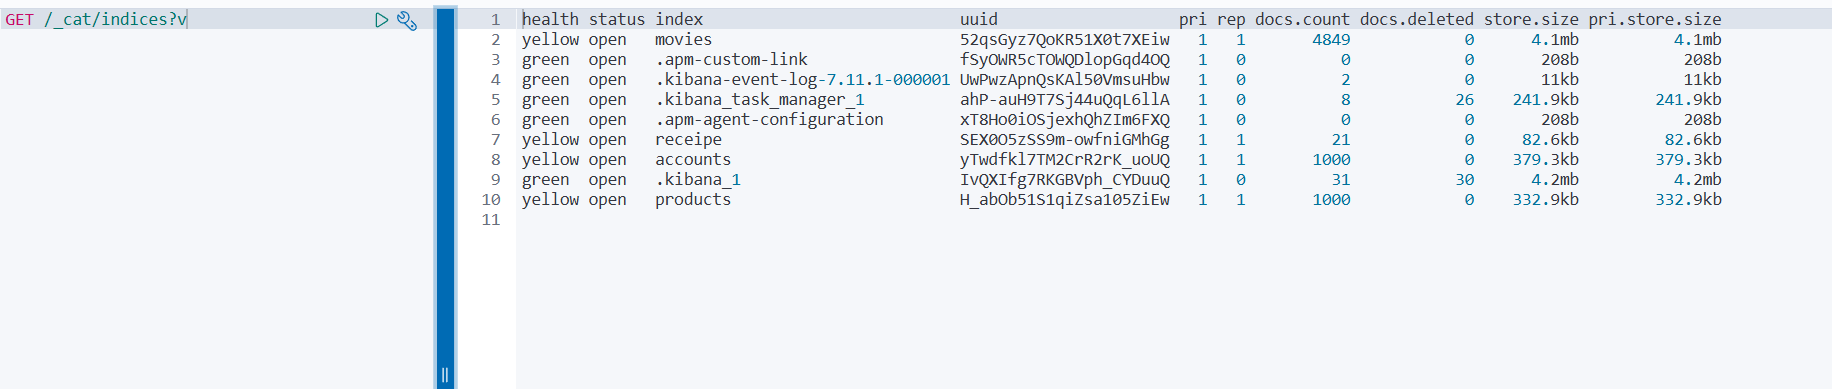 GET /_cat/indices?v
1 health status index uuid pri rep docs.count docs.deleted store.size pri.store.size
2 yellow open movies 52qsGyz7QoKR51X0t7XEiw 1 1 4849 0 4.1mb 4.1mb
3 green open .apm-custom-link fSyOWR5cTOWQDlopGqd4OQ 1 0 0 0 208b 208b
4 green open .kibana-event-log-7.11.1-000001 UwPwzApnQsKAl50VmsuHbw 1 0 2 0 11kb 11kb
5 green open .kibana_task_manager_1 ahP-auH9T7Sj44uQqL6llA 1 0 8 26 241.9kb 241.9kb
6 green open .apm-agent-configuration xT8Ho0iOSjexhQhZIm6FXQ 1 0 0 0 208b 208b
7 yellow open receipe SEX0O5zSS9m-owfniGMhGg 1 1 21 0 82.6kb 82.6kb
8 yellow open accounts yTwdfkl7TM2CrR2rK_uoUQ 1 1 1000 0 379.3kb 379.3kb
9 green open .kibana_1 IvQXIfg7RKGBVph_CYDuuQ 1 0 31 30 4.2mb 4.2mb
10 yellow open products H_abOb51S1qiZsa105ZiEw 1 1 1000 0 332.9kb 332.9kb
11